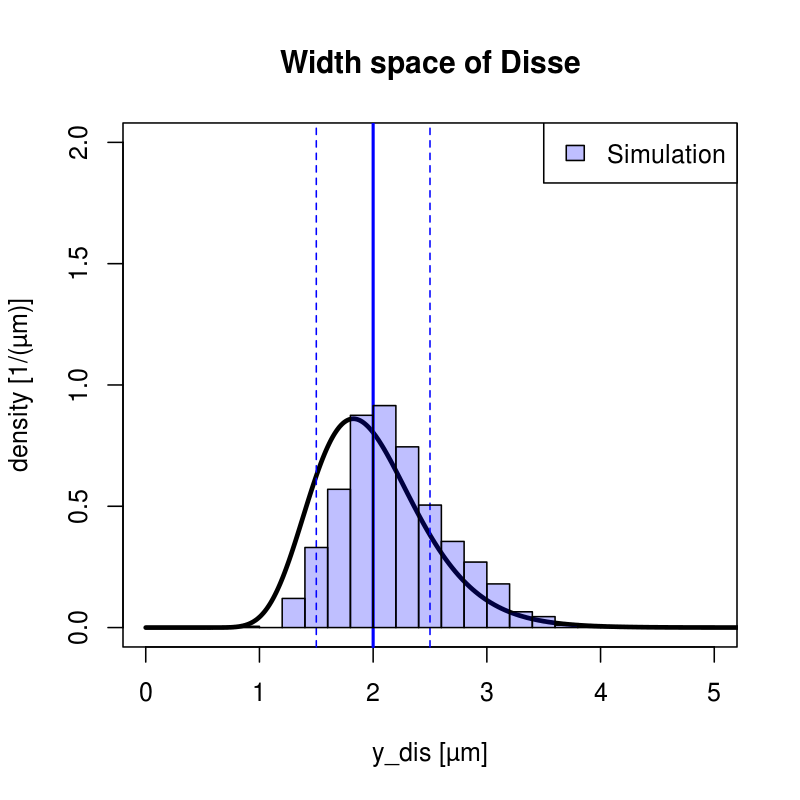 Width space of Disse
Simulation
density [1/(µm)]
2.0
1.5
1.0
0.5
0.0
0 1 2 3 4 5
y_dis [µm]